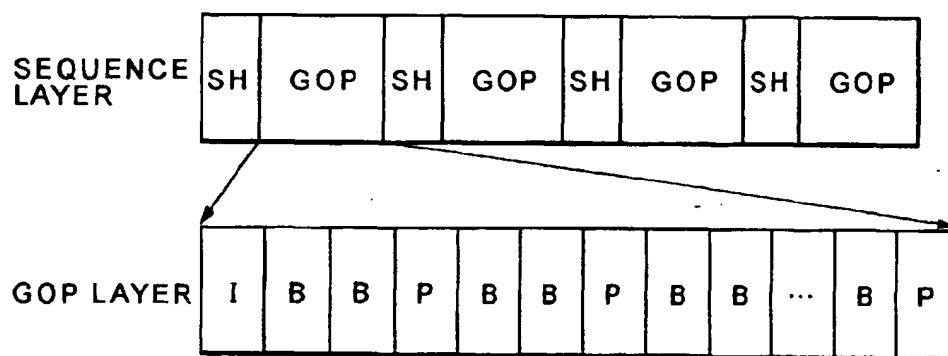 SEQUENCE LAYER
SH GOP SH GOP SH GOP SH GOP
GOP LAYER
I B B P B B P B B ... B P